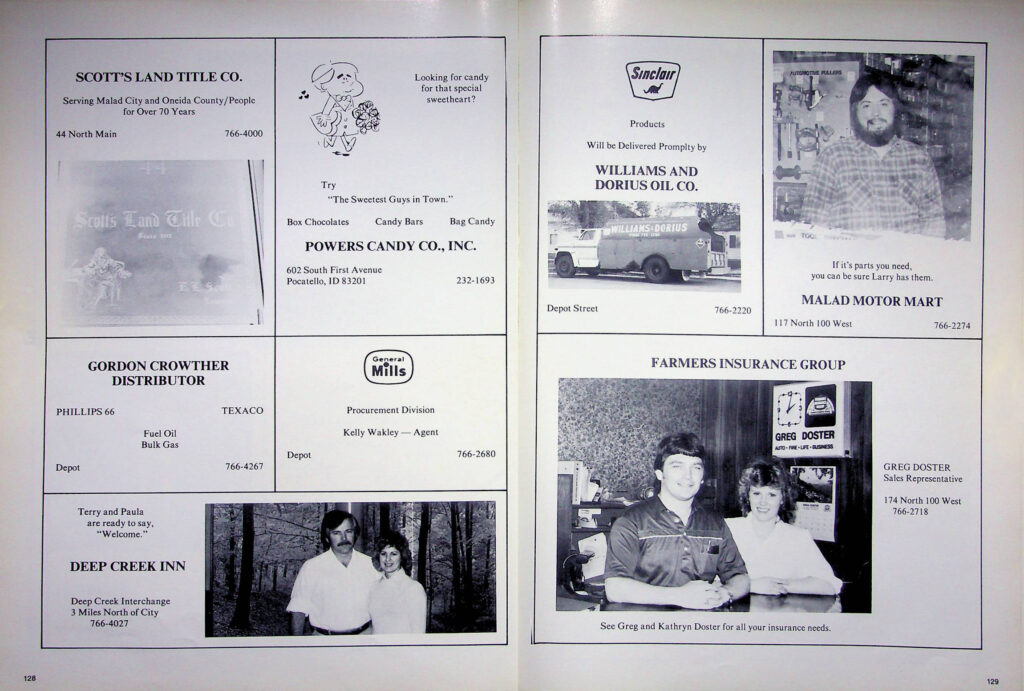 SCOTT'S LAND TITLE CO.
Serving Malad City and Oneida County/People
for Over 70 Years
44 North Main 766-4000
44
Scott's Land Title Co
Looking for candy
for that special
sweetheart?
Try
"The Sweetest Guys in Town."
Box Chocolates Candy Bars Bag Candy
POWERS CANDY CO., INC.
602 South First Avenue
Pocatello, ID 83201 232-1693
GORDON CROWTHER
DISTRIBUTOR
PHILLIPS 66 TEXACO
Fuel Oil
Bulk Gas
Depot 766-4267
General
Mills
Procurement Division
Kelly Wakley — Agent
Depot 766-2680
Terry and Paula
are ready to say,
"Welcome."
DEEP CREEK INN
Deep Creek Interchange
3 Miles North of City
766-4027
128
Sinclair
Products
Will be Delivered Promplty by
WILLIAMS AND
DORIUS OIL CO.
WILLIAMS-DORIUS
Depot Street 766-2220
AUTOMOTIVE PULLERS
If it's parts you need,
you can be sure Larry has them.
MALAD MOTOR MART
117 North 100 West 766-2274
FARMERS INSURANCE GROUP
GREG DOSTER
AUTO • FIRE • LIFE • BUSINESS
GREG DOSTER
Sales Representative
174 North 100 West
766-2718
See Greg and Kathryn Doster for all your insurance needs.
129